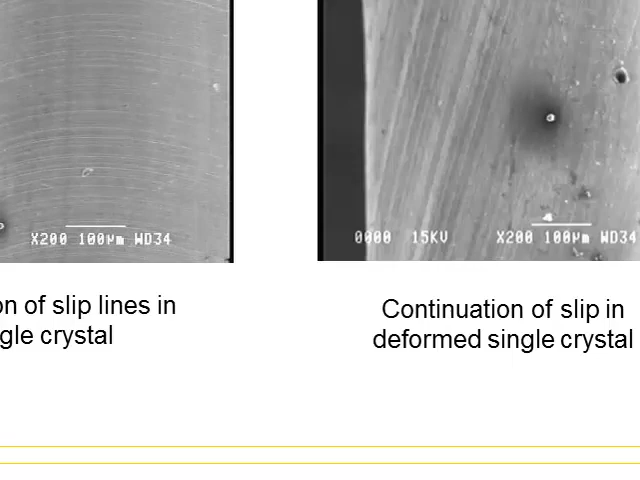 X200 100µm WD34
0000 15KV X200 100µm WD34
on of slip lines in
gle crystal
Continuation of slip in
deformed single crystal